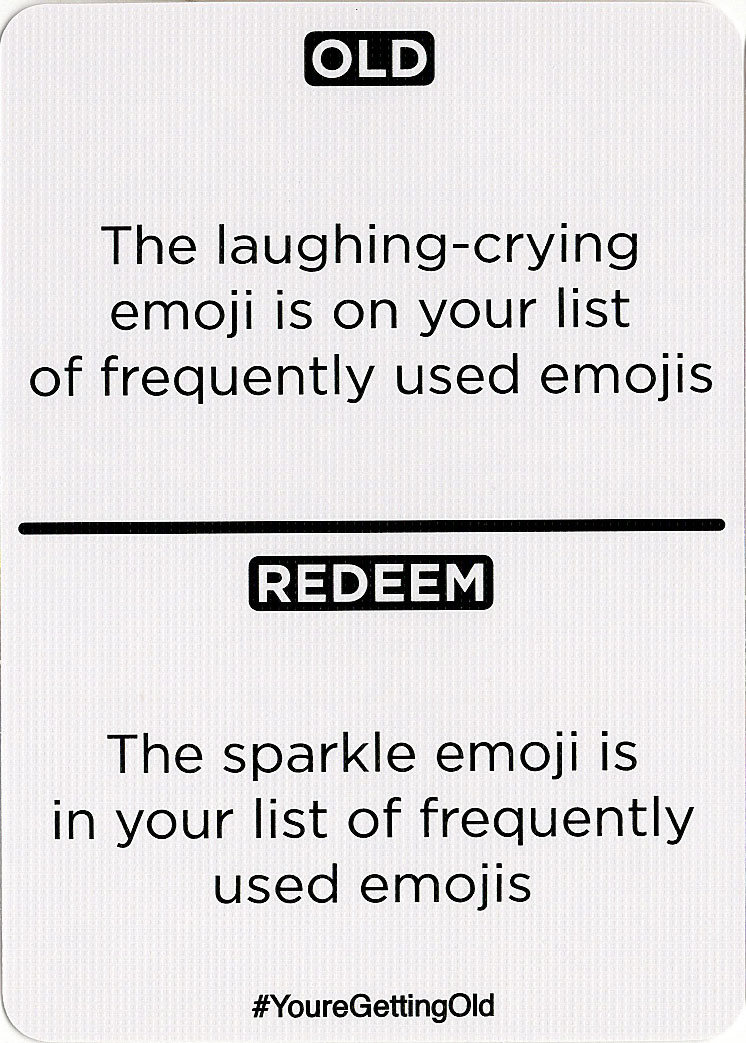 OLD
The laughing-crying
emoji is on your list
of frequently used emojis
REDEEM
The sparkle emoji is
in your list of frequently
used emojis
#YoureGettingOld